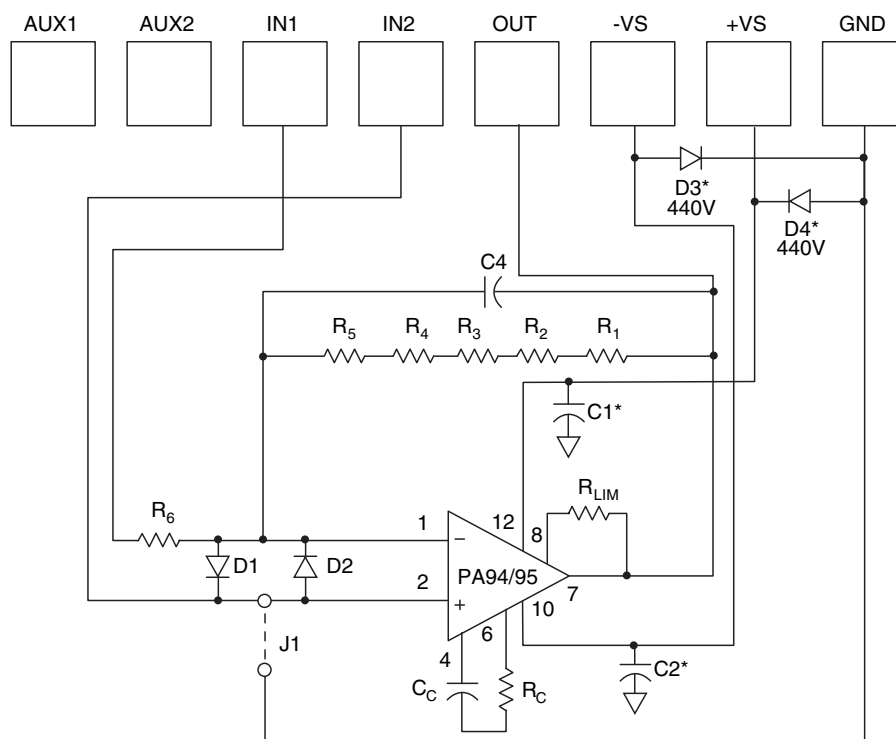 AUX1 AUX2 IN1 IN2 OUT -VS +VS GND
D3*
440V
D4*
440V
C4
R5 R4 R3 R2 R1
C1*
RLIM
R6
1 12 8
D1 D2
2 PA94/95 7
10
6
J1 4
CC RC C2*